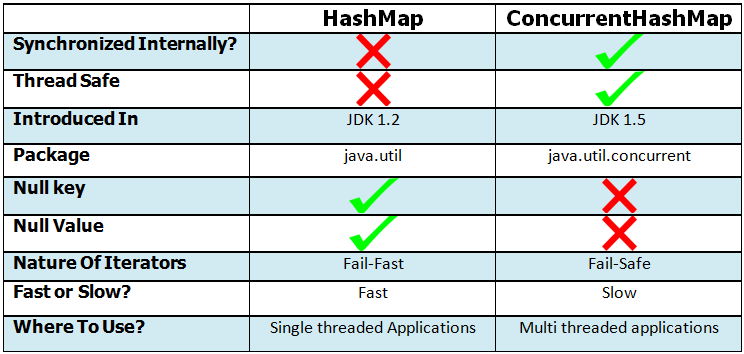 HashMap ConcurrentHashMap
Synchronized Internally?
Thread Safe
Introduced In JDK 1.2 JDK 1.5
Package java.util java.util.concurrent
Null key
Null Value
Nature Of Iterators Fail-Fast Fail-Safe
Fast or Slow? Fast Slow
Where To Use? Single threaded Applications Multi threaded applications